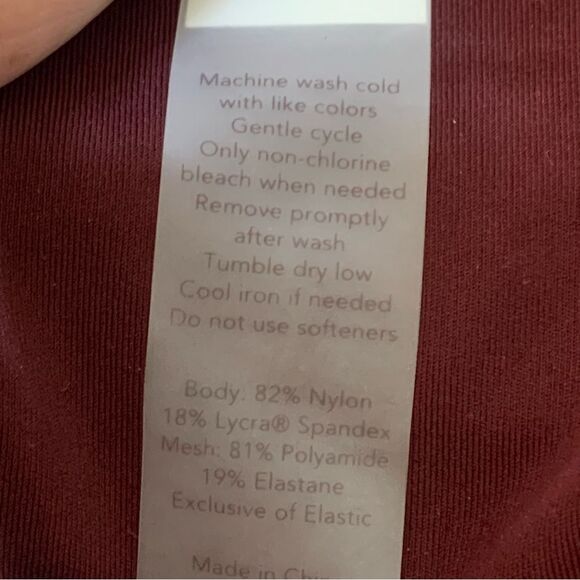 Machine wash cold
with like colors
Gentle cycle
Only non-chlorine
bleach when needed
Remove promptly
after wash
Tumble dry low
Cool iron if needed
Do not use softeners
Body: 82% Nylon
18% Lycra® Spandex
Mesh: 81% Polyamide
19% Elastane
Exclusive of Elastic
Made in